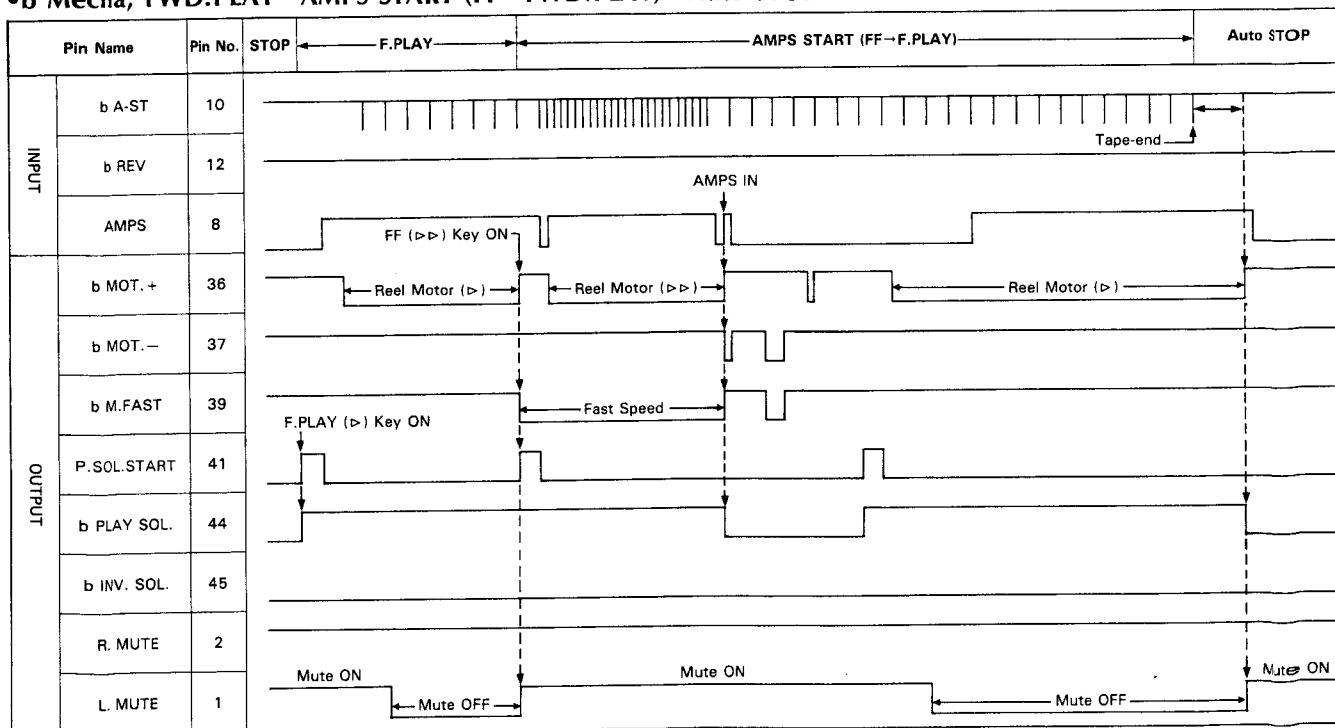 •b Mecha, FWD.PLAY
Pin Name Pin No. STOP F.PLAY AMPS START (FF→F.PLAY) Auto STOP
INPUT
b A-ST 10
Tape-end
b REV 12
AMPS IN
AMPS 8
FF (▷▷) Key ON
OUTPUT
b MOT.+ 36 Reel Motor (▷) Reel Motor (▷▷) Reel Motor (▷)
b MOT.− 37
b M.FAST 39 Fast Speed
F.PLAY (▷) Key ON
P.SOL.START 41
b PLAY SOL. 44
b INV. SOL. 45
R. MUTE 2
Mute ON Mute ON Mute ON
L. MUTE 1 Mute OFF Mute OFF